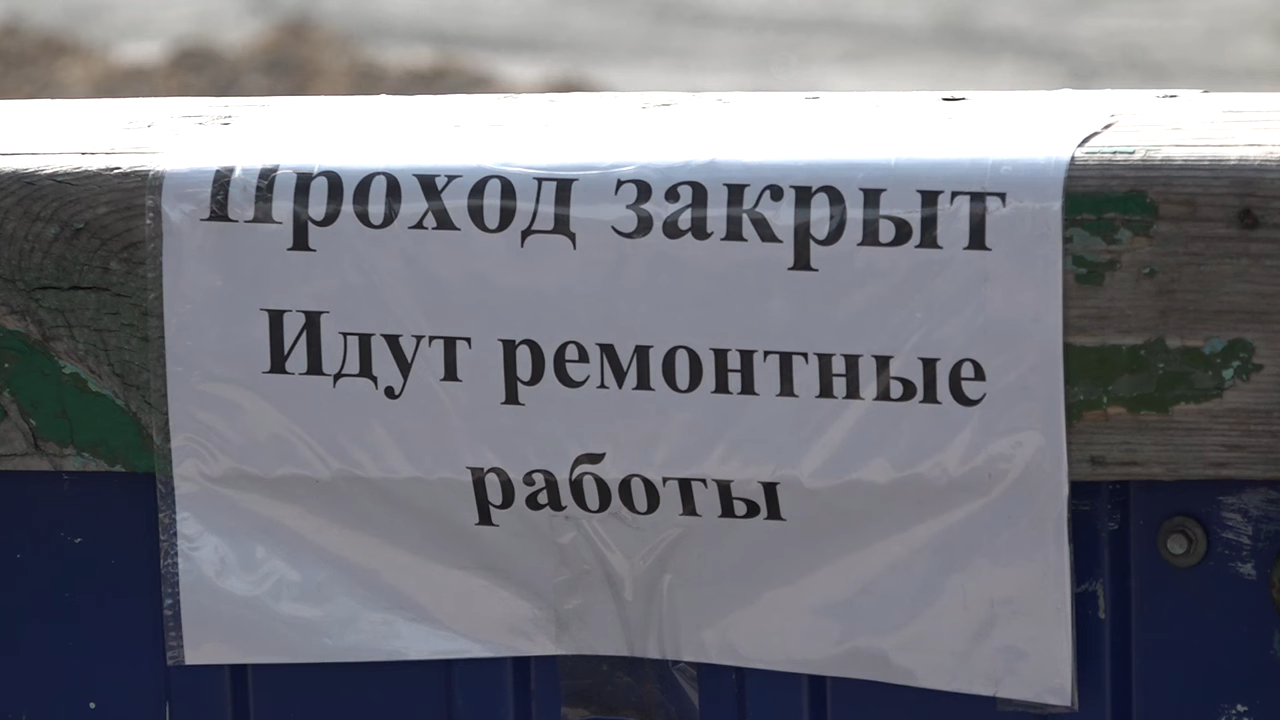 Проход закрыт
Идут ремонтные
работы